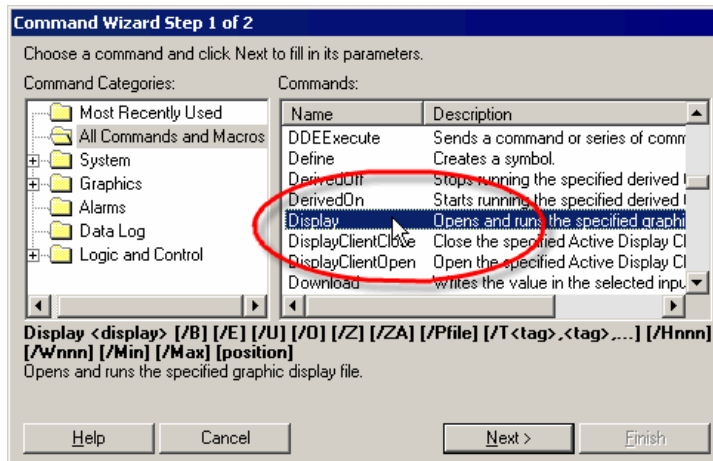 Command Wizard Step 1 of 2
Choose a command and click Next to fill in its parameters.
Command Categories:
Commands:
Most Recently Used
All Commands and Macros
System
Graphics
Alarms
Data Log
Logic and Control
Name Description
DDEExecute Sends a command or series of comm
Define Creates a symbol.
DerivedOff Stops running the specified derived
DerivedOn Starts running the specified derived
Display Opens and runs the specified graphi
DisplayClientClose Close the specified Active Display Cl
DisplayClientOpen Open the specified Active Display Cl
Download Writes the value in the selected inpu
Display <display> [/B] [/E] [/U] [/O] [/Z] [/ZA] [/Pfile] [/T<tag>,<tag>,...] [/Hnnn]
[/Wnnn] [/Min] [/Max] [position]
Opens and runs the specified graphic display file.
Help Cancel Next > Finish